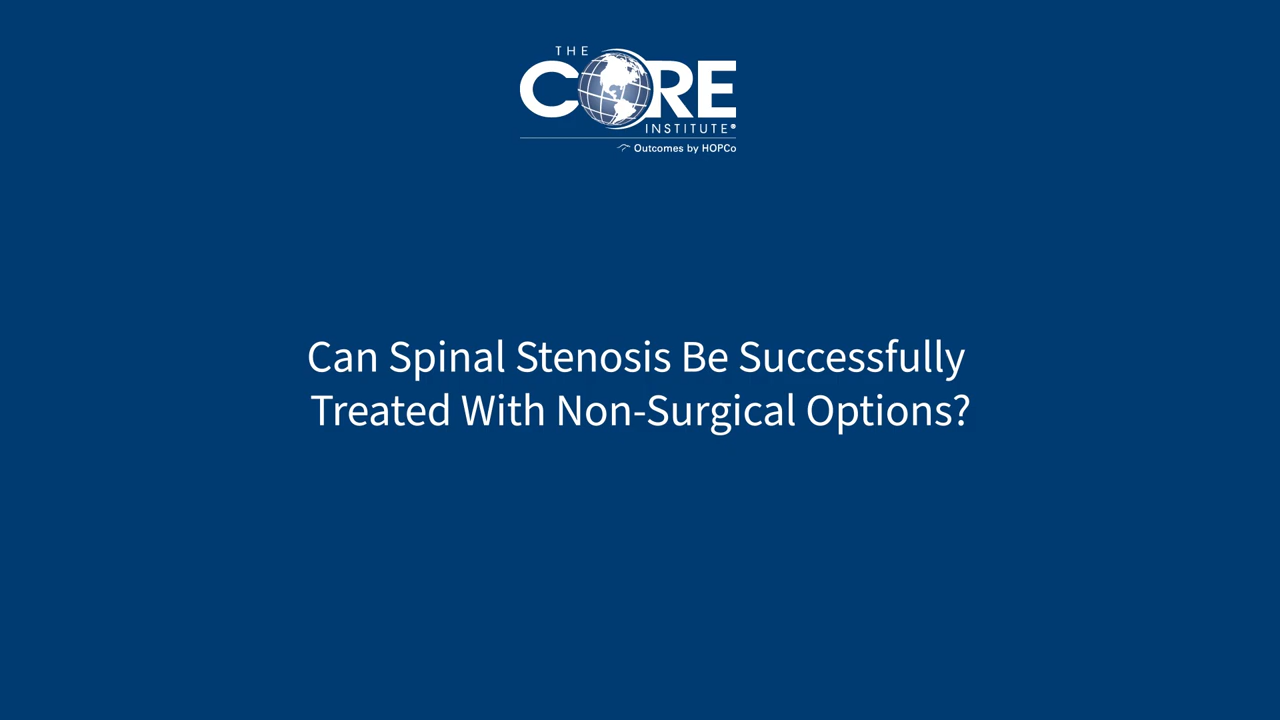 THE
CORE
INSTITUTE®
Outcomes by HOPCo
Can Spinal Stenosis Be Successfully
Treated With Non-Surgical Options?